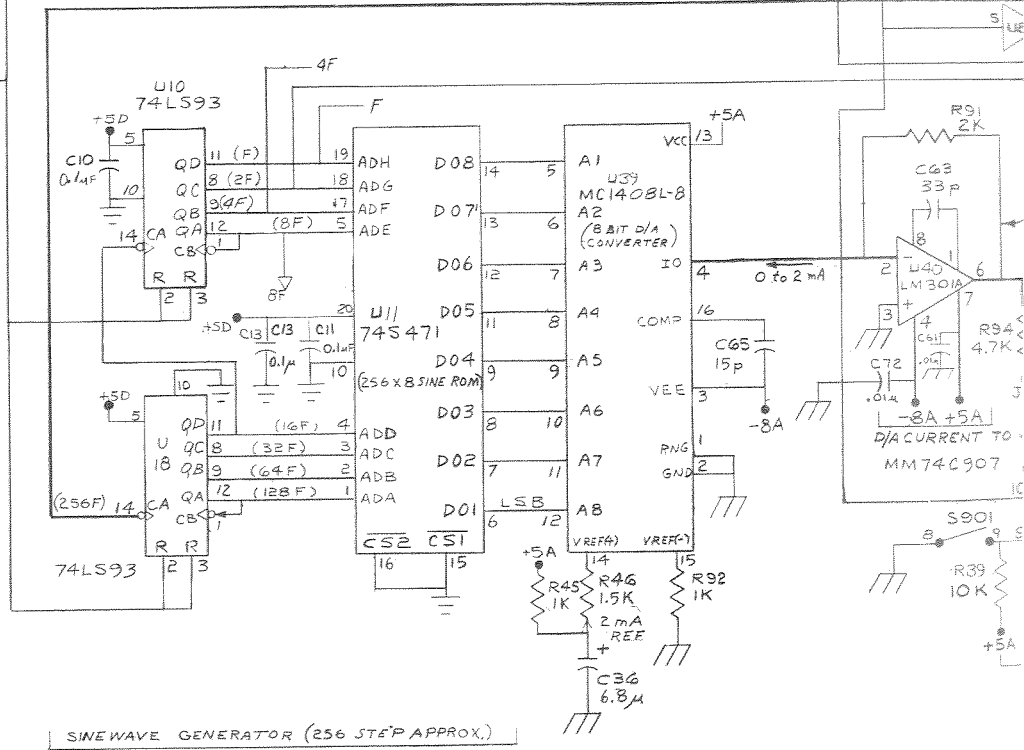 4F
S
U10
74LS93
F
+5A
R91
2K
+5D
5
11 (F) 19 ADH
D08 14 5 A1
VCC 13
U39
MC1408L-8
C63
33p
C10
0.1µF
QD
8 (2F) 18 ADG
QC
10
9 (4F) 17 ADF
QB
D07 13 6 A2
(8 BIT D/A
CONVERTER)
8
QA 12 (8F) 5 ADE
14 CA
CB 1
D06 12 7 A3
IO 4
0 to 2 mA
2 - U40 6
LM301A
1
7
R R
2 3
8F
3 +
4
+5D
C13 C13 C11
0.1µ 0.1µF
20
U11
74S471
D05 11 8 A4
COMP 16
C65
15p
C61
.01µ
R94
4.7K
10
D04 9 9 A5
(256 X 8 SINE ROM)
VEE 3
-8A
C72
.01µ
-8A +5A
+5D
10
5
D03 8 10 A6
D/A CURRENT TO
MM74C907
QD 11 (16F) 4 ADD
U
18
QC 8 (32F) 3 ADC
QB 9 (64F) 2 ADB
QA 12 (128F) 1 ADA
D02 7 11 A7
PNG 1
GND 2
10
(256F) 14 CA
CB 1
D01 6 LSB 12 A8
S901
8 9
R R
2 3
74LS93
CS2 CS1
16 15
VREF(+) VREF(-)
14 15
+5A
R45
1K
R46
1.5K
2mA
REF
R92
1K
R39
10K
+5A
+
C36
6.8µ
SINEWAVE GENERATOR (256 STEP APPROX.)